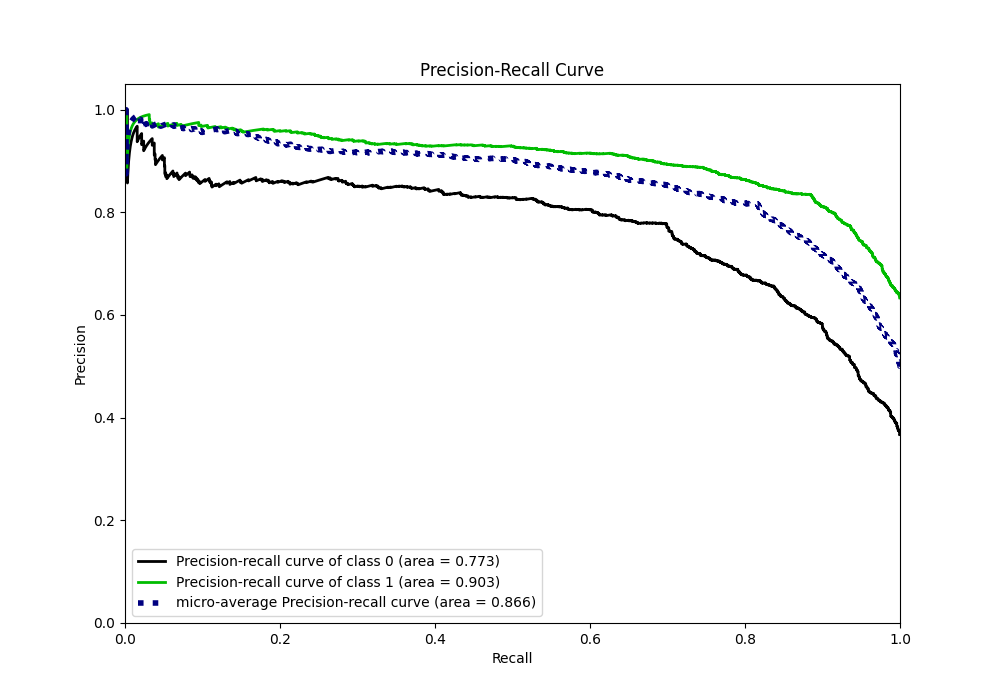 Precision-Recall Curve
1.0
0.8
0.6
0.4
0.2
0.0
Precision
Precision-recall curve of class 0 (area = 0.773)
Precision-recall curve of class 1 (area = 0.903)
micro-average Precision-recall curve (area = 0.866)
0.0 0.2 0.4 0.6 0.8 1.0
Recall